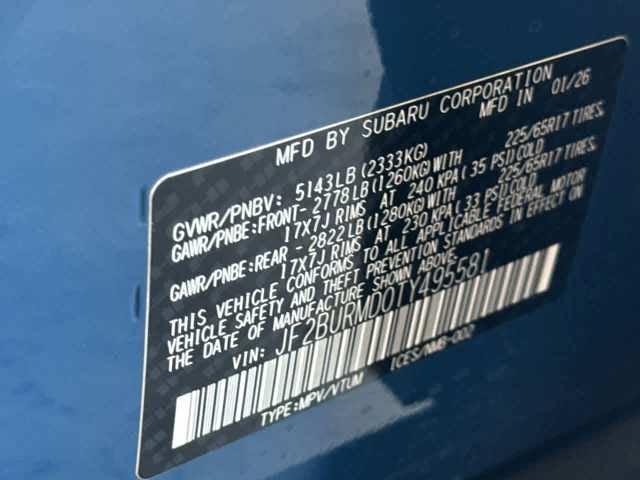 MFD BY SUBARU CORPORATION
MFD IN 01/26
GVWR/PNBV: 5143LB(2333KG)
GAWR/PNBE:FRONT-2778LB(1260KG)WITH 225/65R17 TIRES,
17X7J RIMS AT 240 KPA(35 PSI)COLD
GAWR/PNBE:REAR -2822LB(1280KG)WITH 225/65R17 TIRES,
17X7J RIMS AT 230 KPA(33 PSI)COLD
THIS VEHICLE CONFORMS TO ALL APPLICABLE FEDERAL MOTOR
VEHICLE SAFETY AND THEFT PREVENTION STANDARDS IN EFFECT ON
THE DATE OF MANUFACTURE SHOWN ABOVE.
VIN: JF2BURMD0TY495581
TYPE:MPV/VTUM ICES/NMB-002